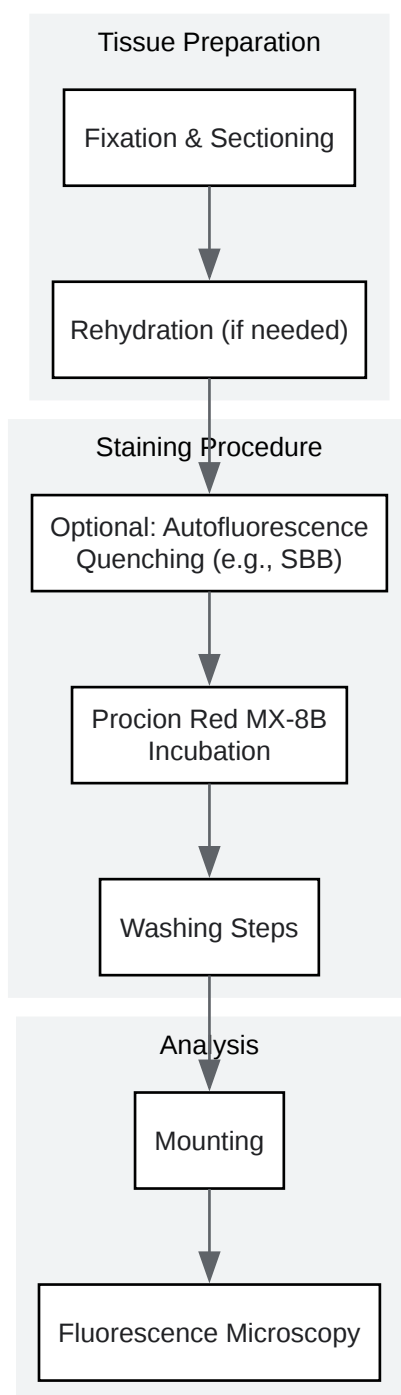 Tissue Preparation
Fixation & Sectioning
Rehydration (if needed)
Staining Procedure
Optional: Autofluorescence
Quenching (e.g., SBB)
Procion Red MX-8B
Incubation
Washing Steps
Analysis
Mounting
Fluorescence Microscopy